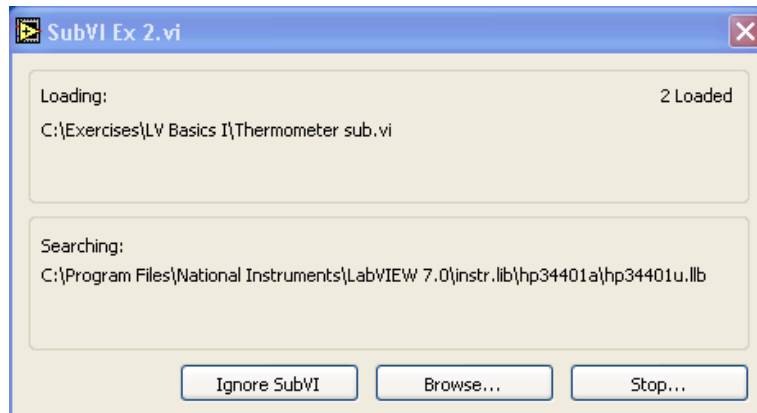 SubVI Ex 2.vi
Loading: 2 Loaded
C:\Exercises\LV Basics I\Thermometer sub.vi
Searching:
C:\Program Files\National Instruments\LabVIEW 7.0\instr.lib\hp34401a\hp34401u.llb
Ignore SubVI Browse... Stop...